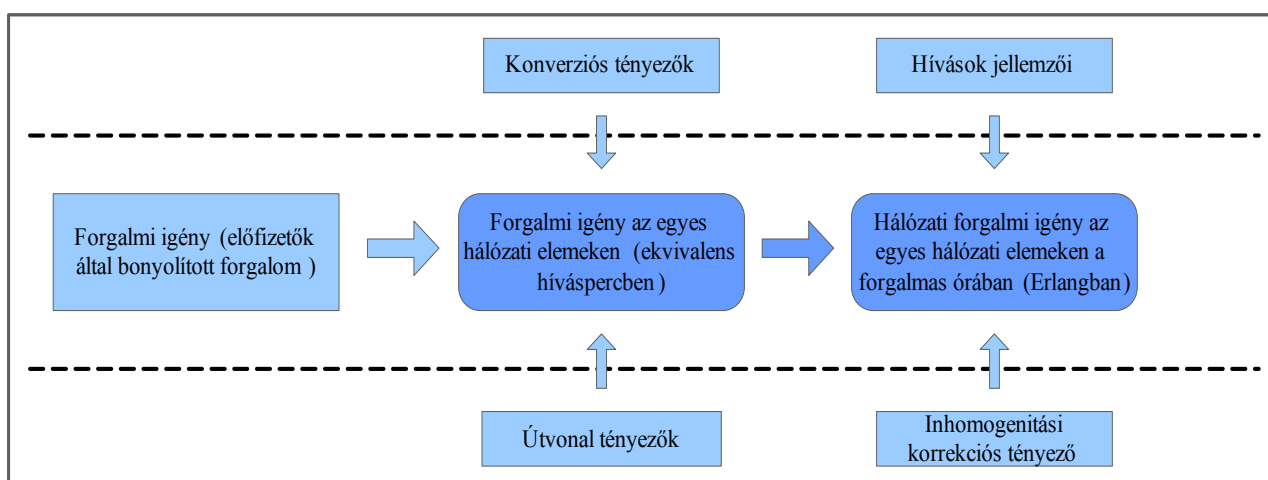 Konverziós tényezők
Hívások jellemzői
Forgalmi igény (előfizetők
által bonyolított forgalom )
Forgalmi igény az egyes
hálózati elemeken (ekvivalens
híváspercben)
Hálózati forgalmi igény az
egyes hálózati elemeken a
forgalmas órában (Erlangban)
Útvonal tényezők
Inhomogenitási
korrekciós tényező